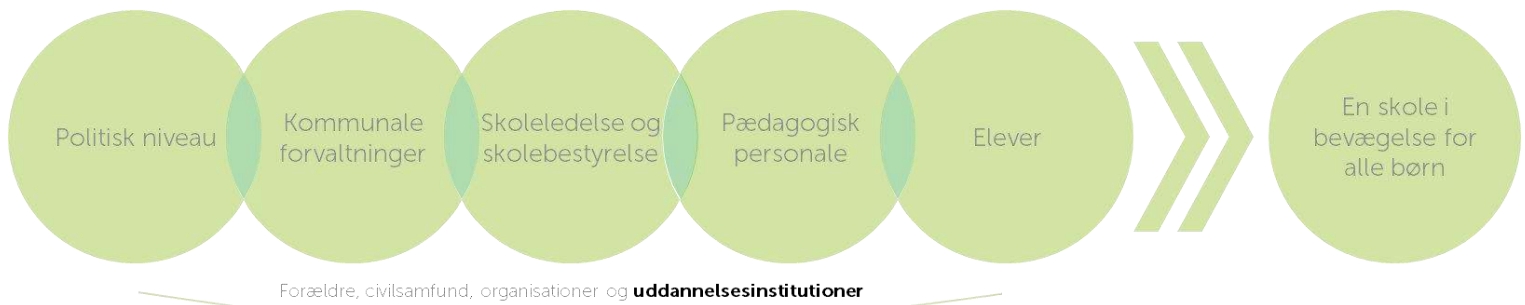 Politisk niveau
Kommunale
forvaltninger
Skoleledelse og
skolebestyrelse
Pædagogisk
personale
Elever
En skole i
bevægelse for
alle børn
Forældre, civilsamfund, organisationer og uddannelsesinstitutioner